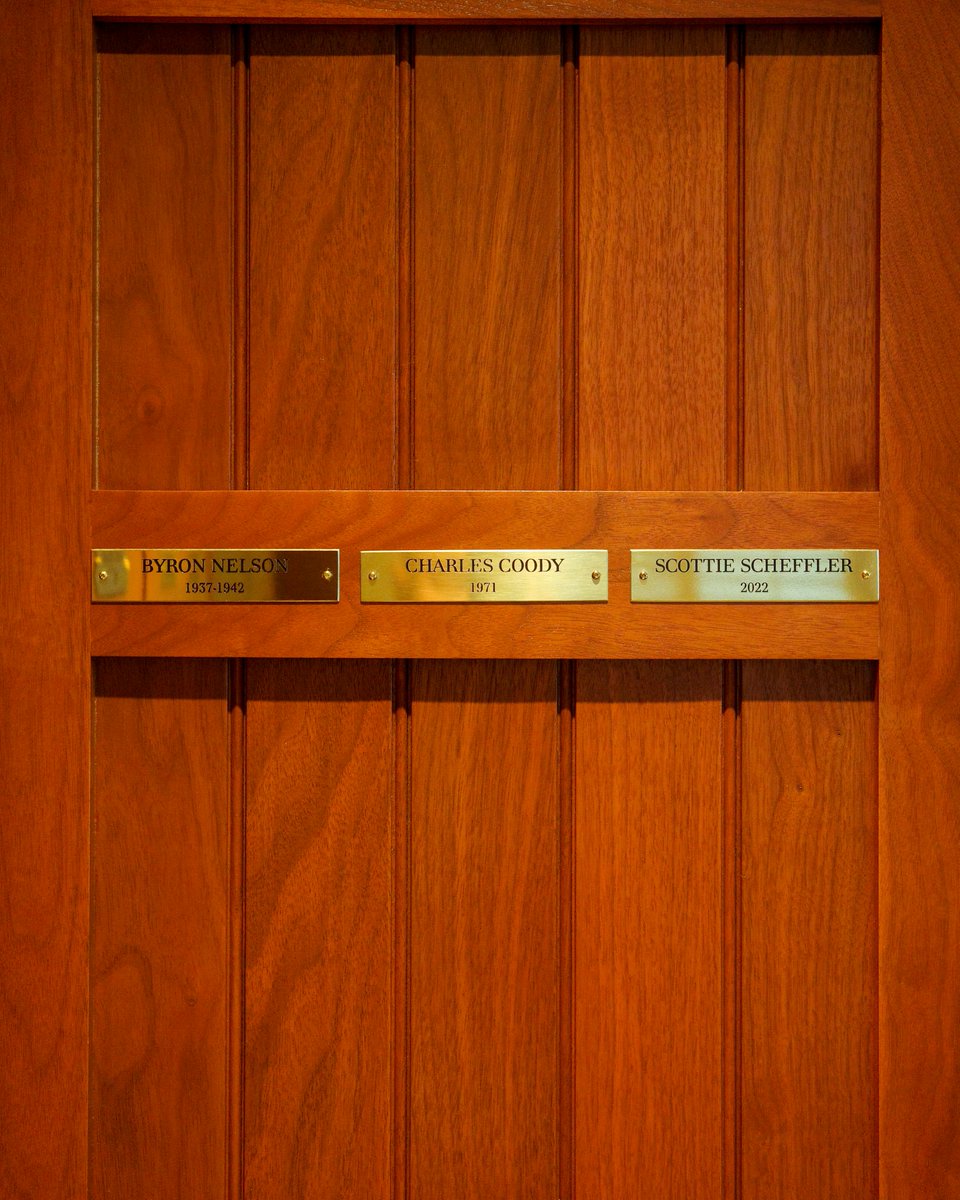 BYRON NELSON
1937-1942
CHARLES COODY
1971
SCOTTIE SCHEFFLER
2022